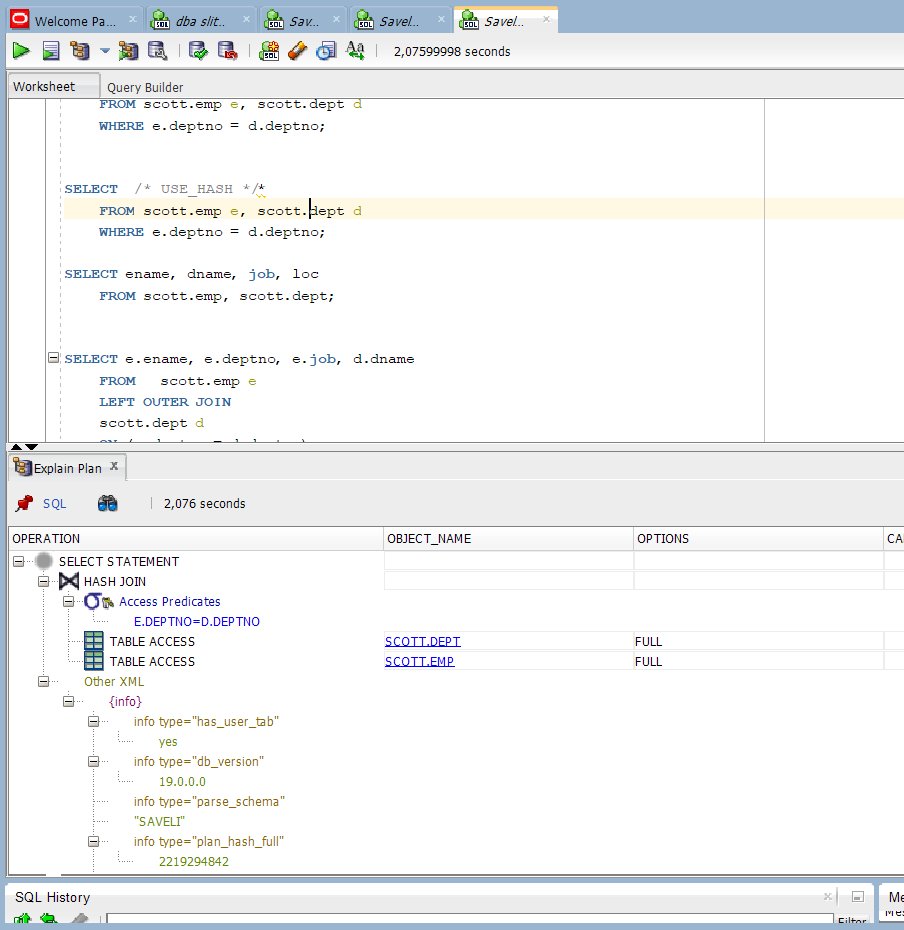 Welcome Pa...
dba slit..
Sav...
Savel...
Savel...
2,07599998 seconds
Worksheet
Query Builder
FROM scott.emp e, scott.dept d
WHERE e.deptno = d.deptno;
SELECT /* USE_HASH */*
FROM scott.emp e, scott.dept d
WHERE e.deptno = d.deptno;
SELECT ename, dname, job, loc
FROM scott.emp, scott.dept;
SELECT e.ename, e.deptno, e.job, d.dname
FROM scott.emp e
LEFT OUTER JOIN
scott.dept d
Explain Plan
SQL
2,076 seconds
OPERATION OBJECT_NAME OPTIONS CA
SELECT STATEMENT
HASH JOIN
Access Predicates
E.DEPTNO=D.DEPTNO
TABLE ACCESS SCOTT.DEPT FULL
TABLE ACCESS SCOTT.EMP FULL
Other XML
{info}
info type="has_user_tab"
yes
info type="db_version"
19.0.0.0
info type="parse_schema"
"SAVELI"
info type="plan_hash_full"
2219294842
SQL History
Me
Filter
Mes